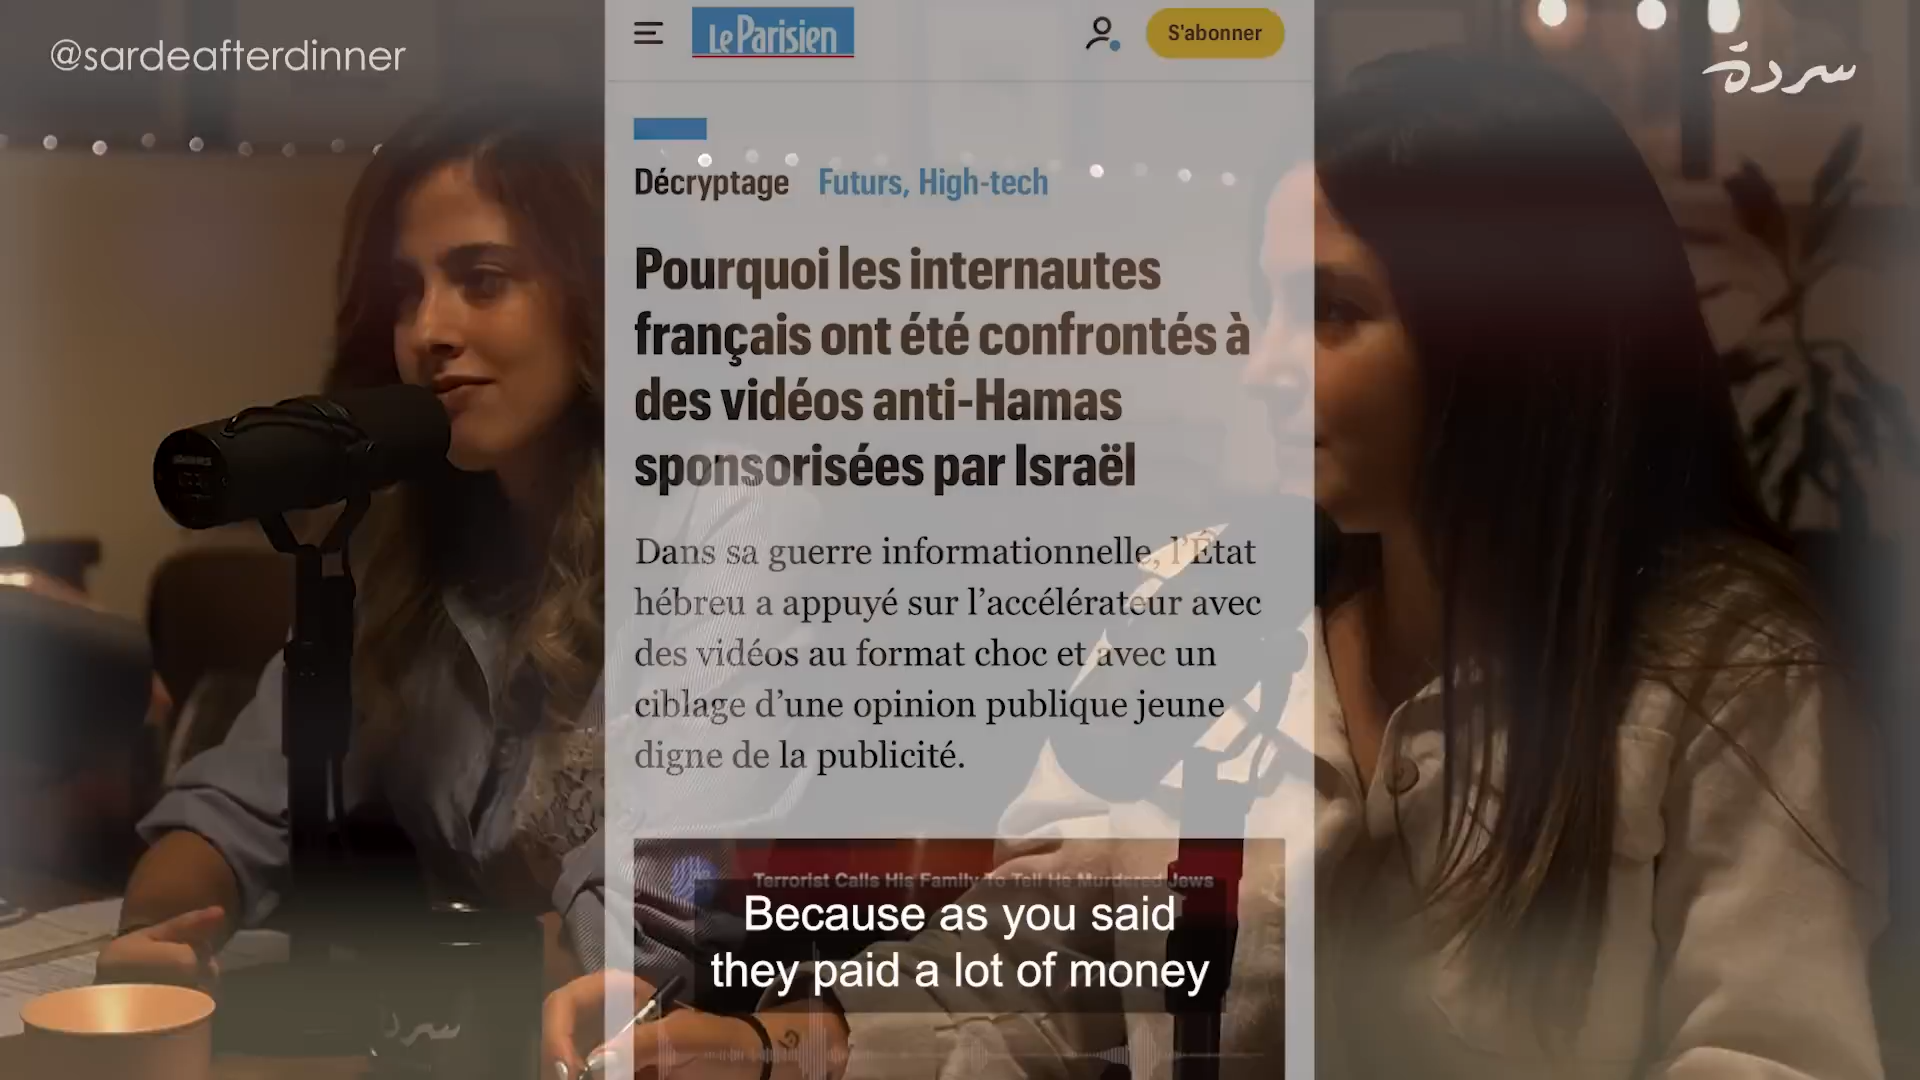 @sardeafterdinner
سردة
Le Parisien
S'abonner
Décryptage Futurs, High-tech
Pourquoi les internautes
français ont été confrontés à
des vidéos anti-Hamas
sponsorisées par Israël
Dans sa guerre informationnelle, l'État
hébreu a appuyé sur l'accélérateur avec
des vidéos au format choc et avec un
ciblage d'une opinion publique jeune
digne de la publicité.
Terrorist Calls His Family To Tell He Murdered Jews
Because as you said
they paid a lot of money
سردة